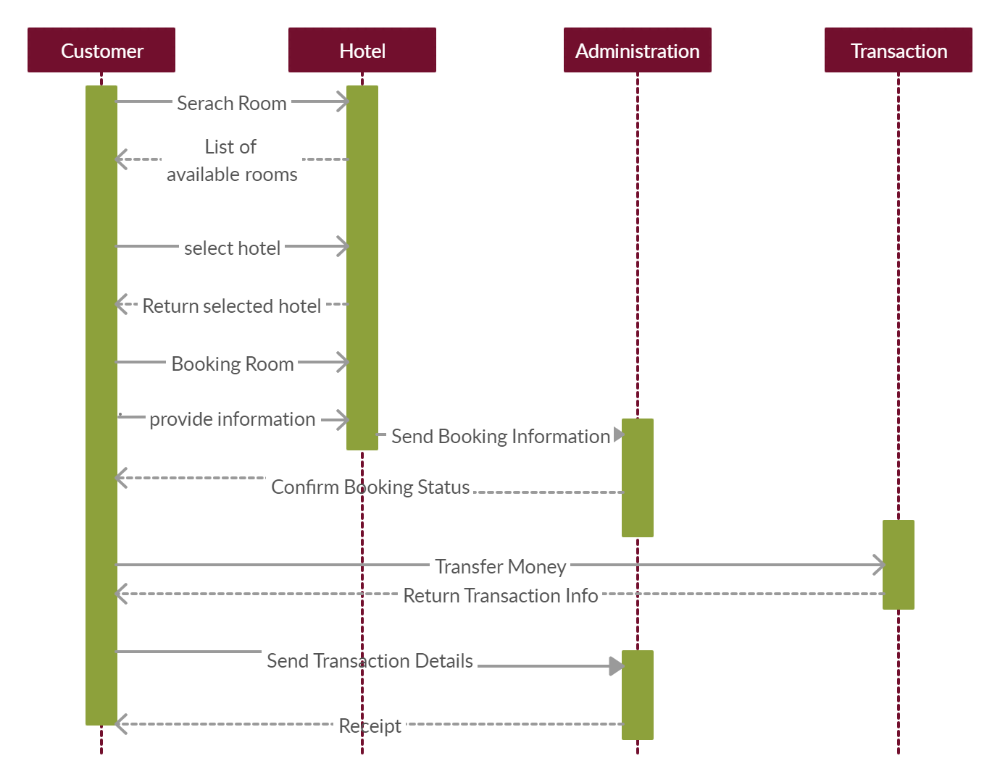 Customer
Hotel
Administration
Transaction
Serach Room
List of
available rooms
select hotel
Return selected hotel
Booking Room
provide information
Send Booking Information
Confirm Booking Status
Transfer Money
Return Transaction Info
Send Transaction Details
Receipt